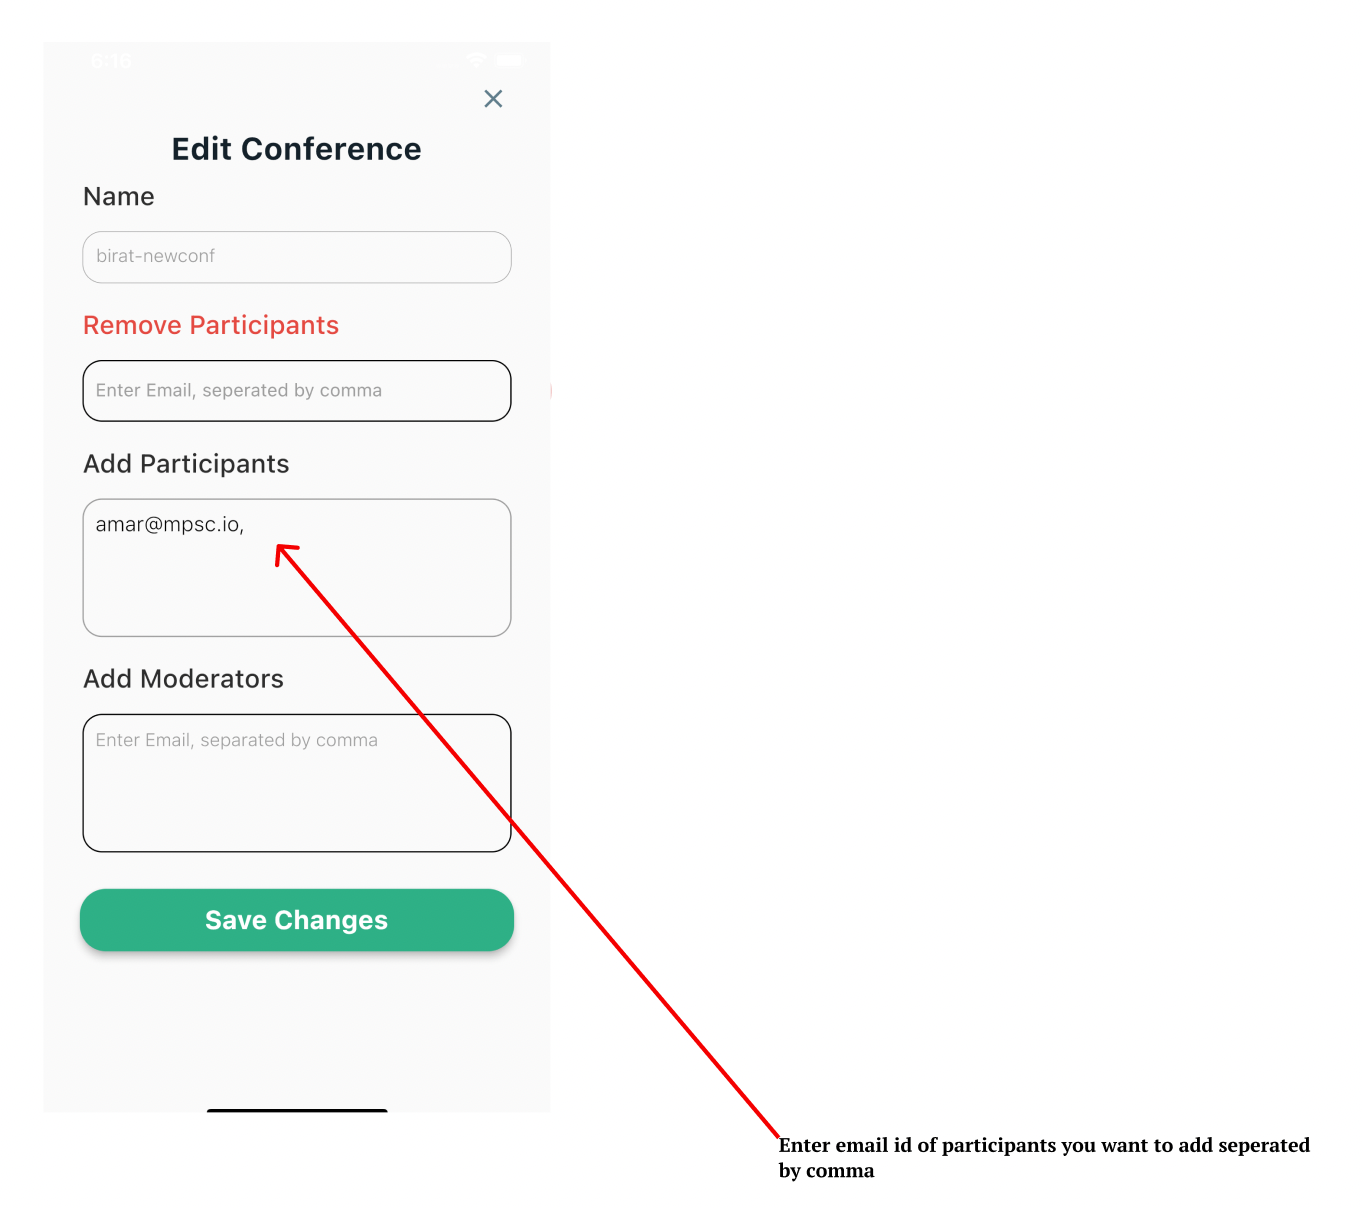 6:16
Edit Conference
Name
birat-newconf
Remove Participants
Enter Email, seperated by comma
Add Participants
amar@mpsc.io,
Add Moderators
Enter Email, separated by comma
Save Changes
Enter email id of participants you want to add seperated
by comma